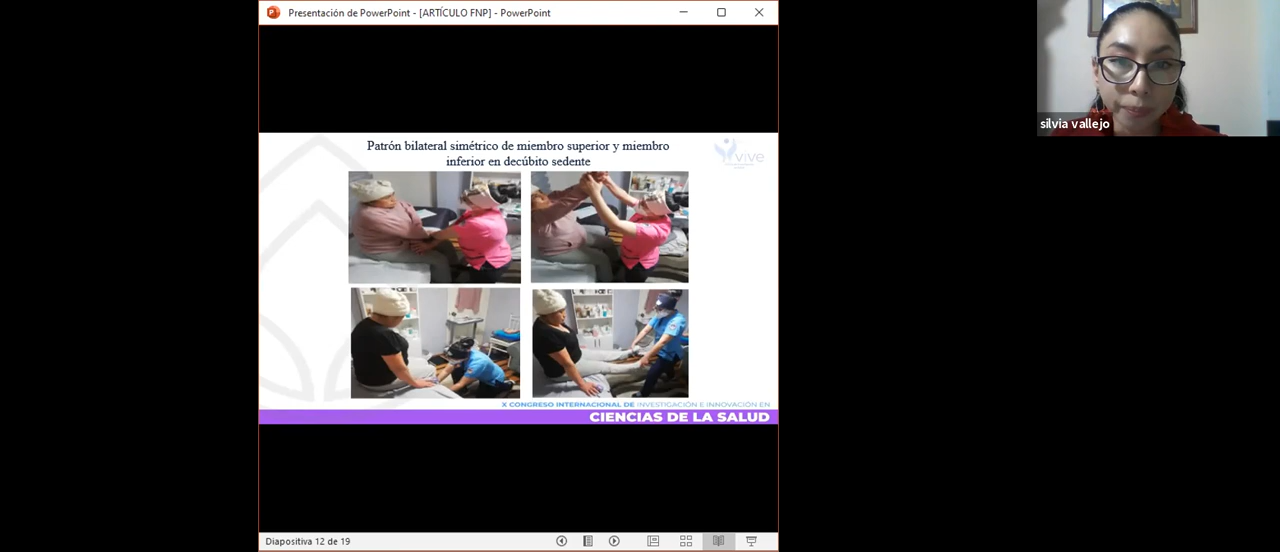 Presentación de PowerPoint - [ARTÍCULO FNP] - PowerPoint
silvia vallejo
Patrón bilateral simétrico de miembro superior y miembro
inferior en decúbito sedente
vive
X CONGRESO INTERNACIONAL DE INVESTIGACIÓN E INNOVACIÓN EN
CIENCIAS DE LA SALUD
Diapositiva 12 de 19